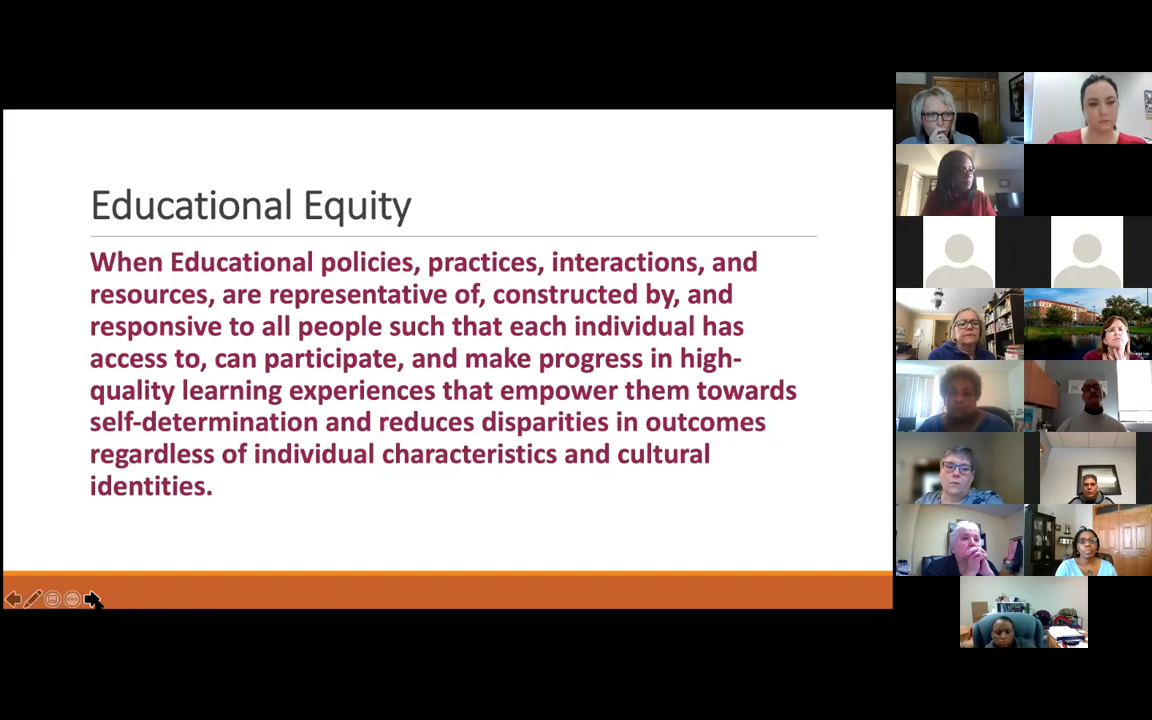 Educational Equity
When Educational policies, practices, interactions, and
resources, are representative of, constructed by, and
responsive to all people such that each individual has
access to, can participate, and make progress in high-
quality learning experiences that empower them towards
self-determination and reduces disparities in outcomes
regardless of individual characteristics and cultural
identities.